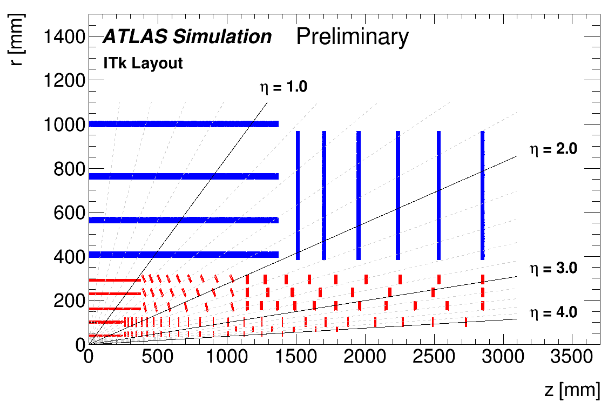 ATLAS Simulation Preliminary
ITk Layout
r [mm]
1400
1200
1000
800
600
400
200
0
η = 1.0
η = 2.0
η = 3.0
η = 4.0
0 500 1000 1500 2000 2500 3000 3500
z [mm]